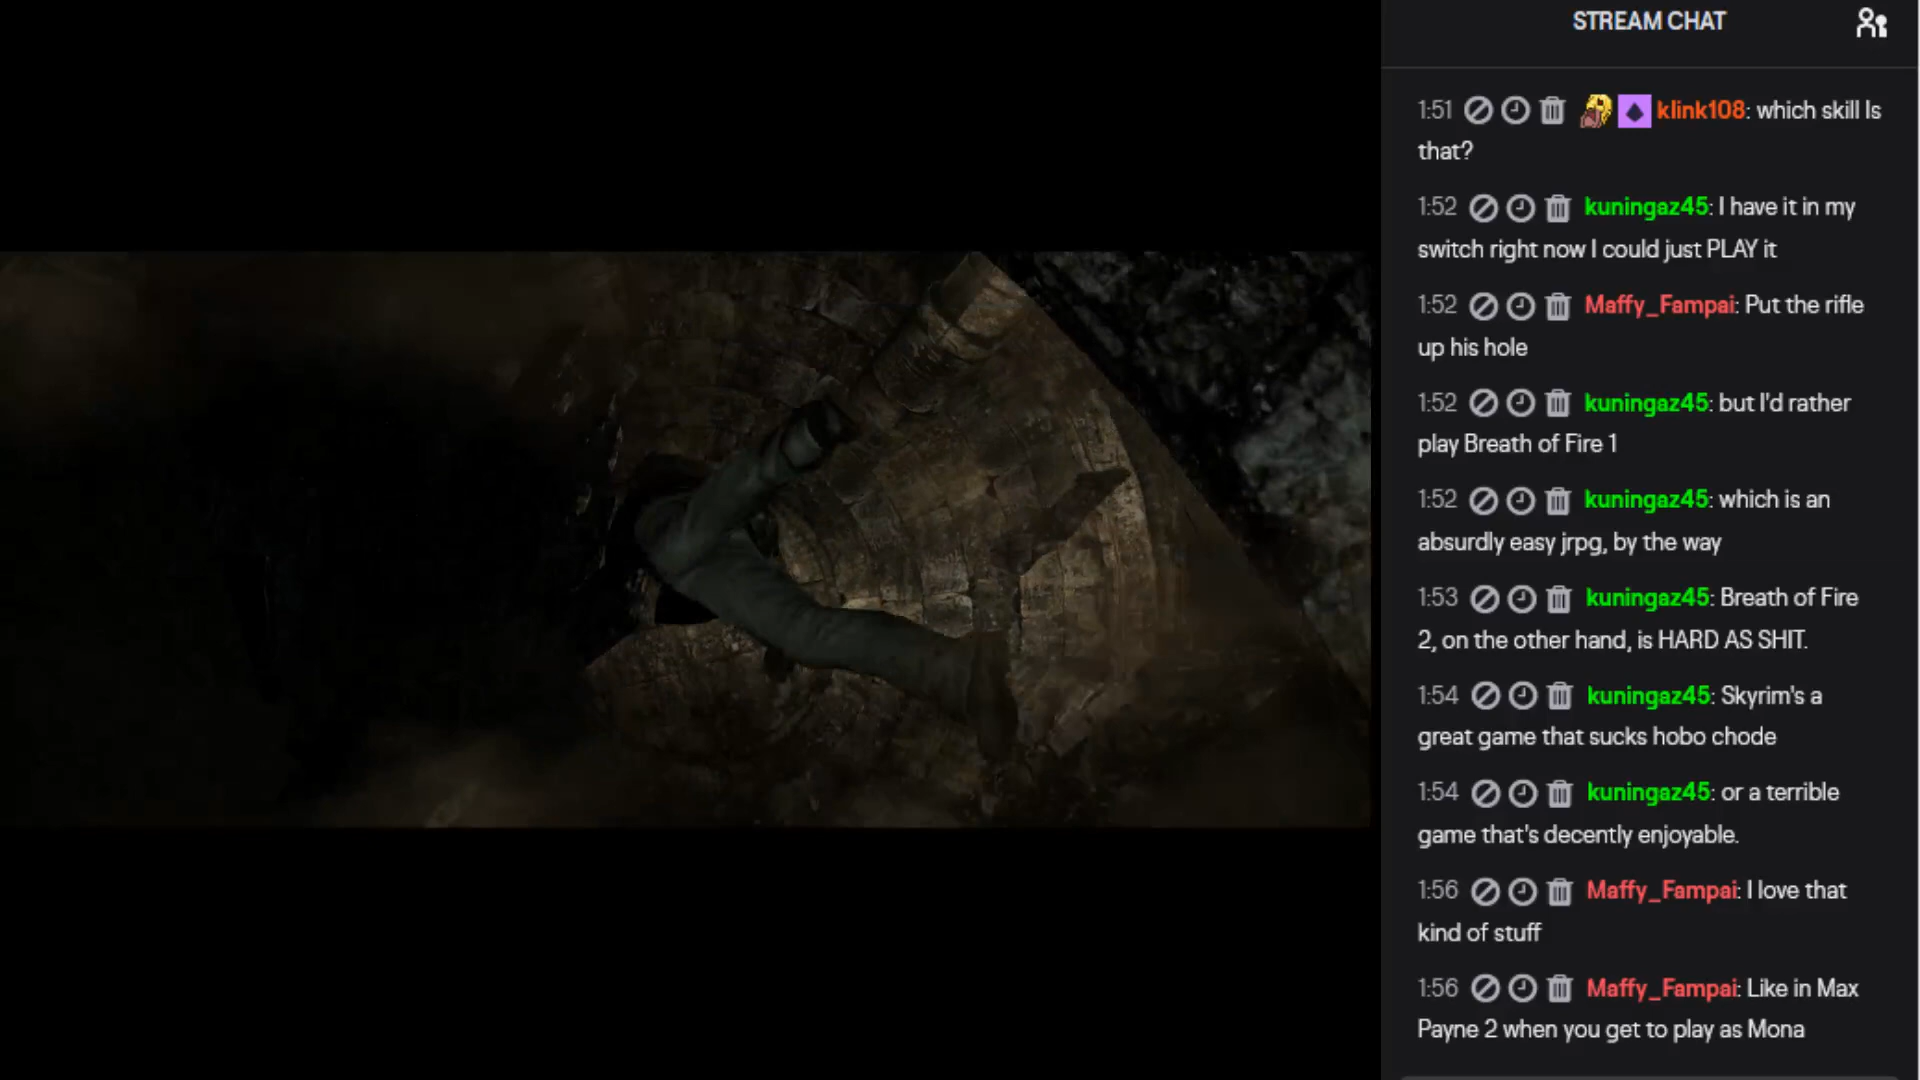 STREAM CHAT
1:51 klink108: which skill Is
that?
1:52 kuningaz45: I have it in my
switch right now I could just PLAY it
1:52 Maffy_Fampai: Put the rifle
up his hole
1:52 kuningaz45: but I'd rather
play Breath of Fire 1
1:52 kuningaz45: which is an
absurdly easy jrpg, by the way
1:53 kuningaz45: Breath of Fire
2, on the other hand, is HARD AS SHIT.
1:54 kuningaz45: Skyrim's a
great game that sucks hobo chode
1:54 kuningaz45: or a terrible
game that's decently enjoyable.
1:56 Maffy_Fampai: I love that
kind of stuff
1:56 Maffy_Fampai: Like in Max
Payne 2 when you get to play as Mona